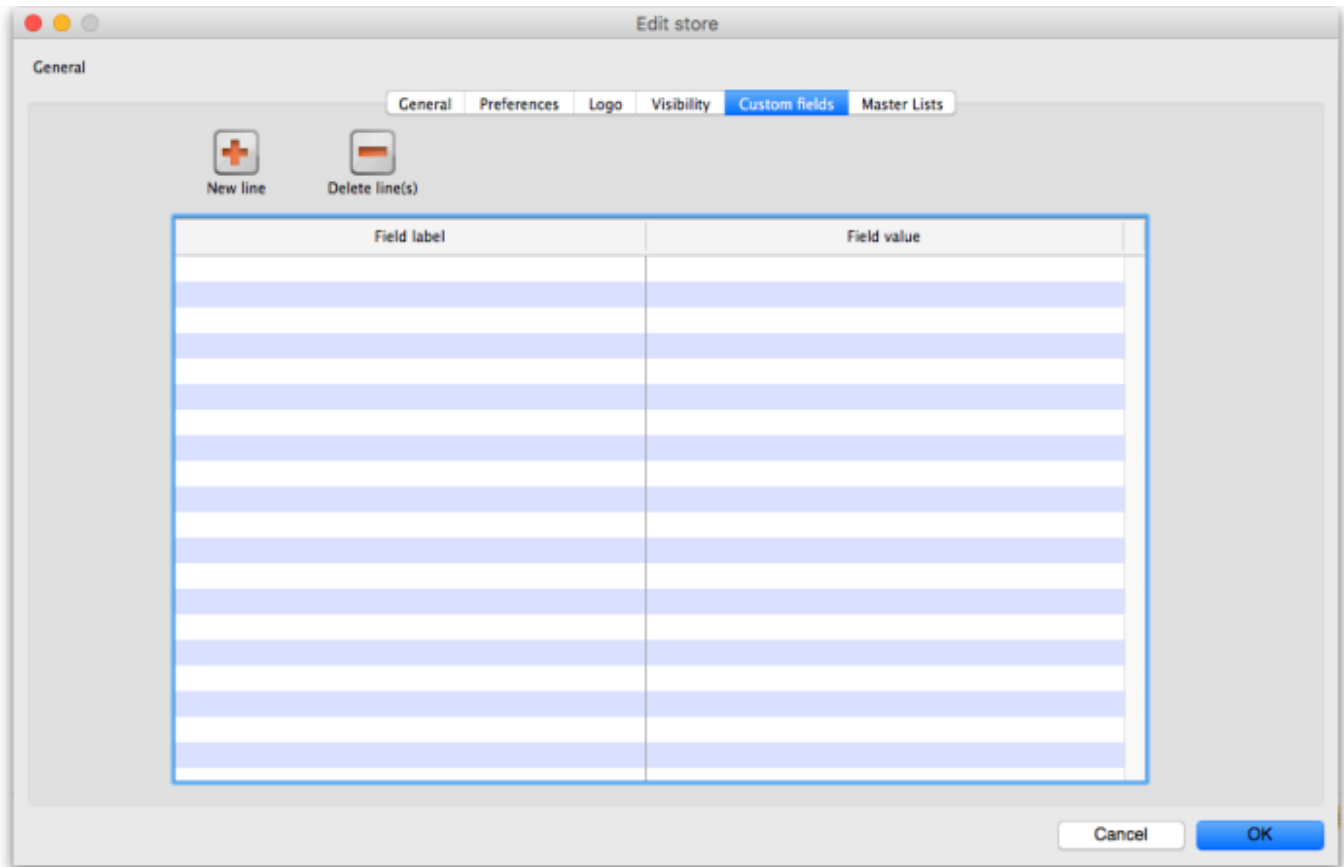 Edit store
General
General Preferences Logo Visibility Custom fields Master Lists
New line Delete line(s)
Field label Field value
Cancel OK